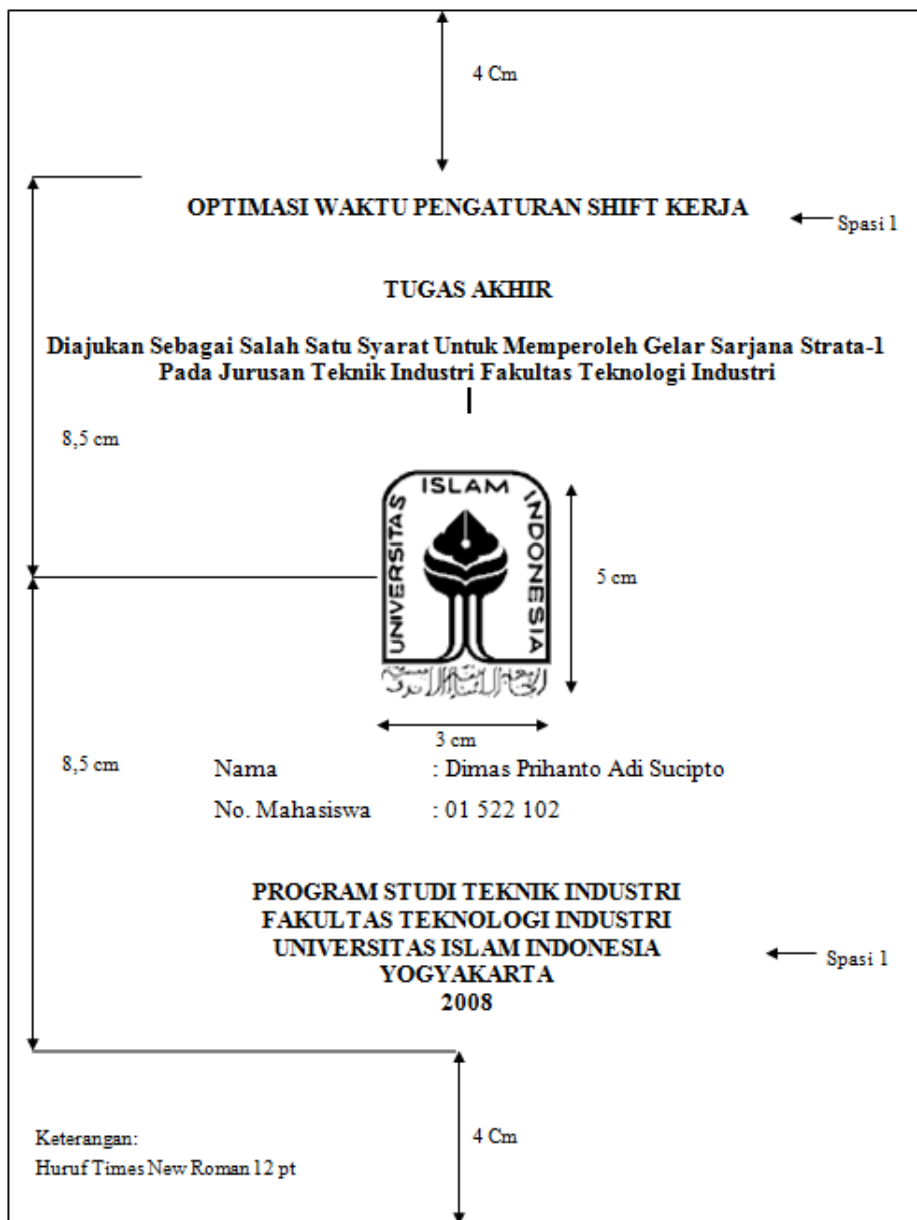 4 Cm
OPTIMASI WAKTU PENGATURAN SHIFT KERJA
Spasi 1
TUGAS AKHIR
Diajukan Sebagai Salah Satu Syarat Untuk Memperoleh Gelar Sarjana Strata-1
Pada Jurusan Teknik Industri Fakultas Teknologi Industri
8,5 cm
UNIVERSITAS ISLAM INDONESIA
5 cm
3 cm
8,5 cm
Nama : Dimas Prihanto Adi Sucipto
No. Mahasiswa : 01 522 102
PROGRAM STUDI TEKNIK INDUSTRI
FAKULTAS TEKNOLOGI INDUSTRI
UNIVERSITAS ISLAM INDONESIA
Spasi 1
YOGYAKARTA
2008
4 Cm
Keterangan:
Huruf Times New Roman 12 pt